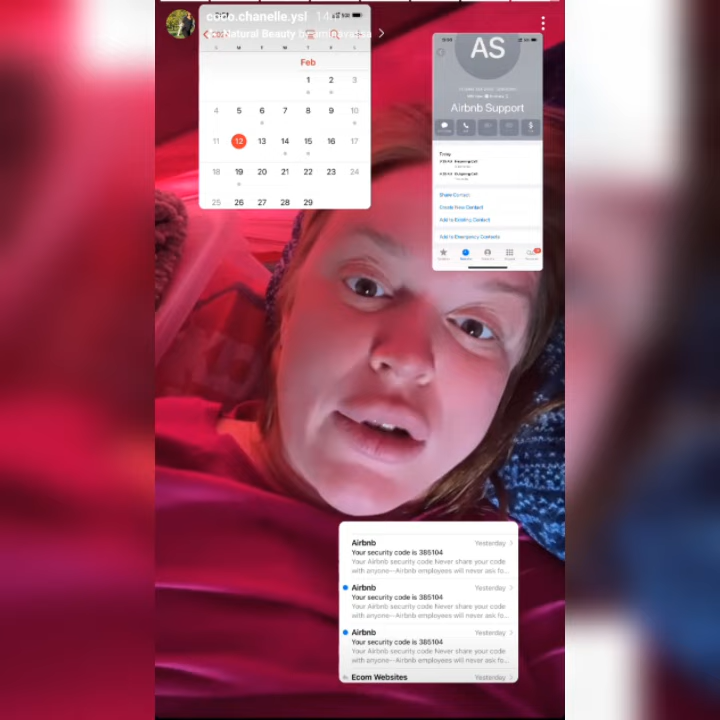 coco.chanelle.ysl 14
Natural Beauty
Feb
S M T W T F S
1 2 3
4 5 6 7 8 9 10
11 12 13 14 15 16 17
18 19 20 21 22 23 24
25 26 27 28 29
AS
Airbnb Support
Today
Share Contact
Create New Contact
Add to Existing Contact
Add to Emergency Contacts
Airbnb Yesterday
Your security code is 385104
Your Airbnb security code Never share your code
with anyone—Airbnb employees will never ask fo...
Airbnb Yesterday
Your security code is 385104
Your Airbnb security code Never share your code
with anyone—Airbnb employees will never ask fo...
Airbnb Yesterday
Your security code is 385104
Your Airbnb security code Never share your code
with anyone—Airbnb employees will never ask fo...
Ecom Websites Yesterday